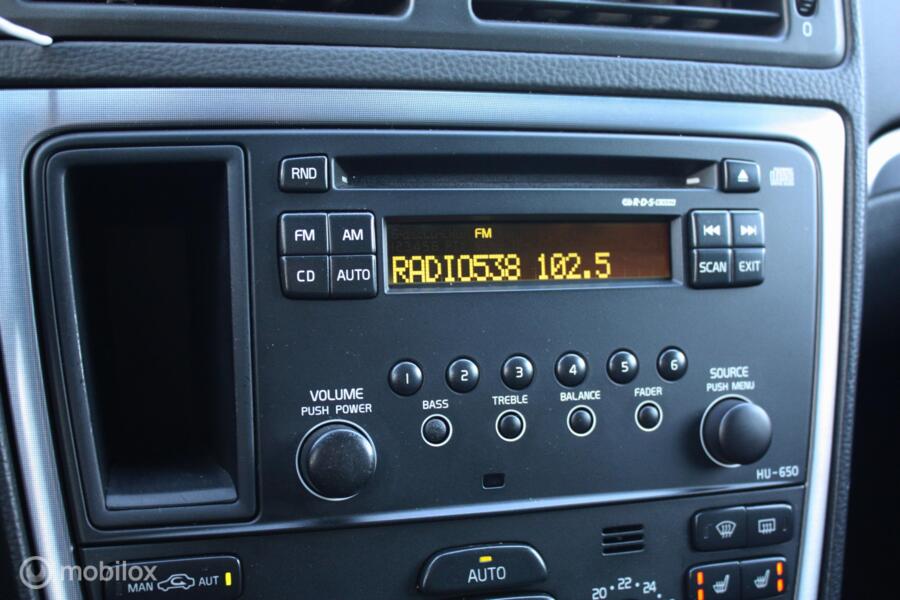 0
RND
R·D·S
FM AM
CD AUTO
FM
RADIO538 102.5
SCAN EXIT
1 2 3 4 5 6
VOLUME
PUSH POWER
BASS TREBLE BALANCE FADER
SOURCE
PUSH MENU
HU-650
MAN AUT
AUTO
20 22 24
mobilox